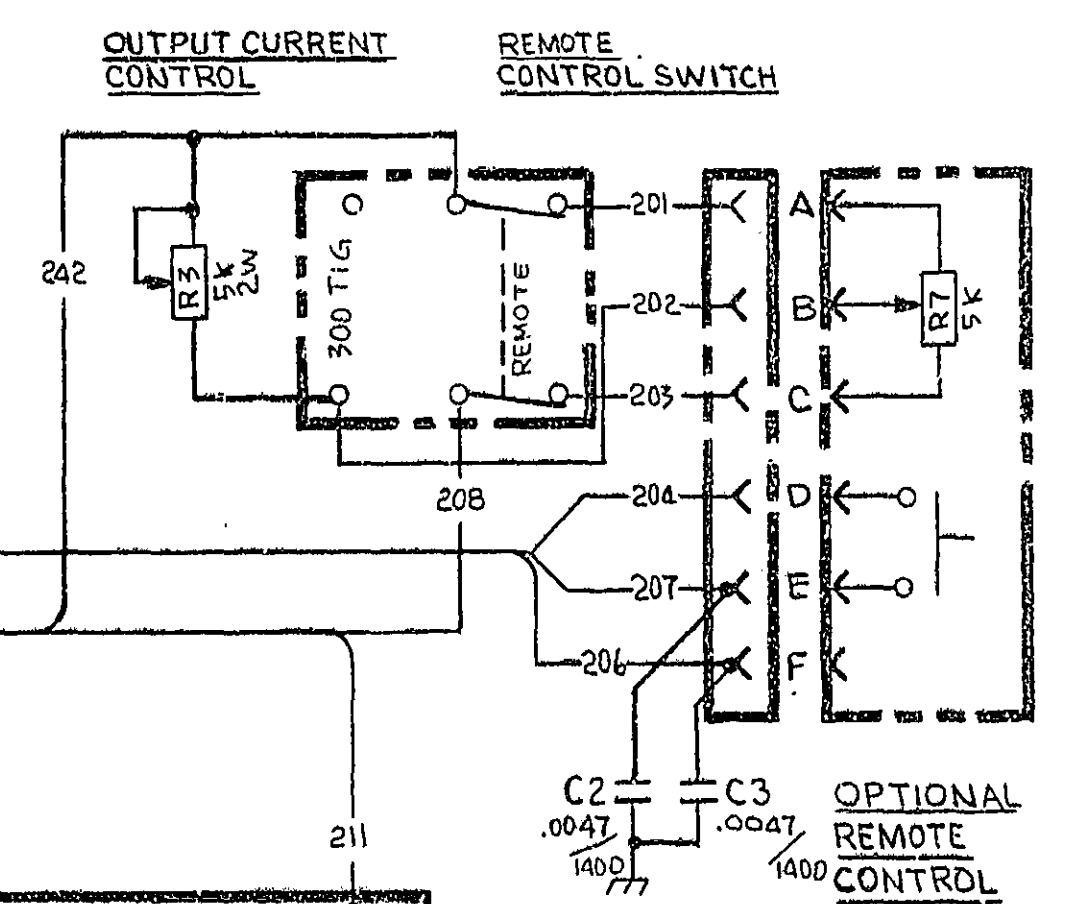 OUTPUT CURRENT
CONTROL
REMOTE
CONTROL SWITCH
242
R3
5K
2W
300 TIG
REMOTE
201
202
203
208
204
207
206
A
B
C
D
E
F
R7
5K
211
C2
.0047/1400
C3
.0047/1400
OPTIONAL
REMOTE
CONTROL